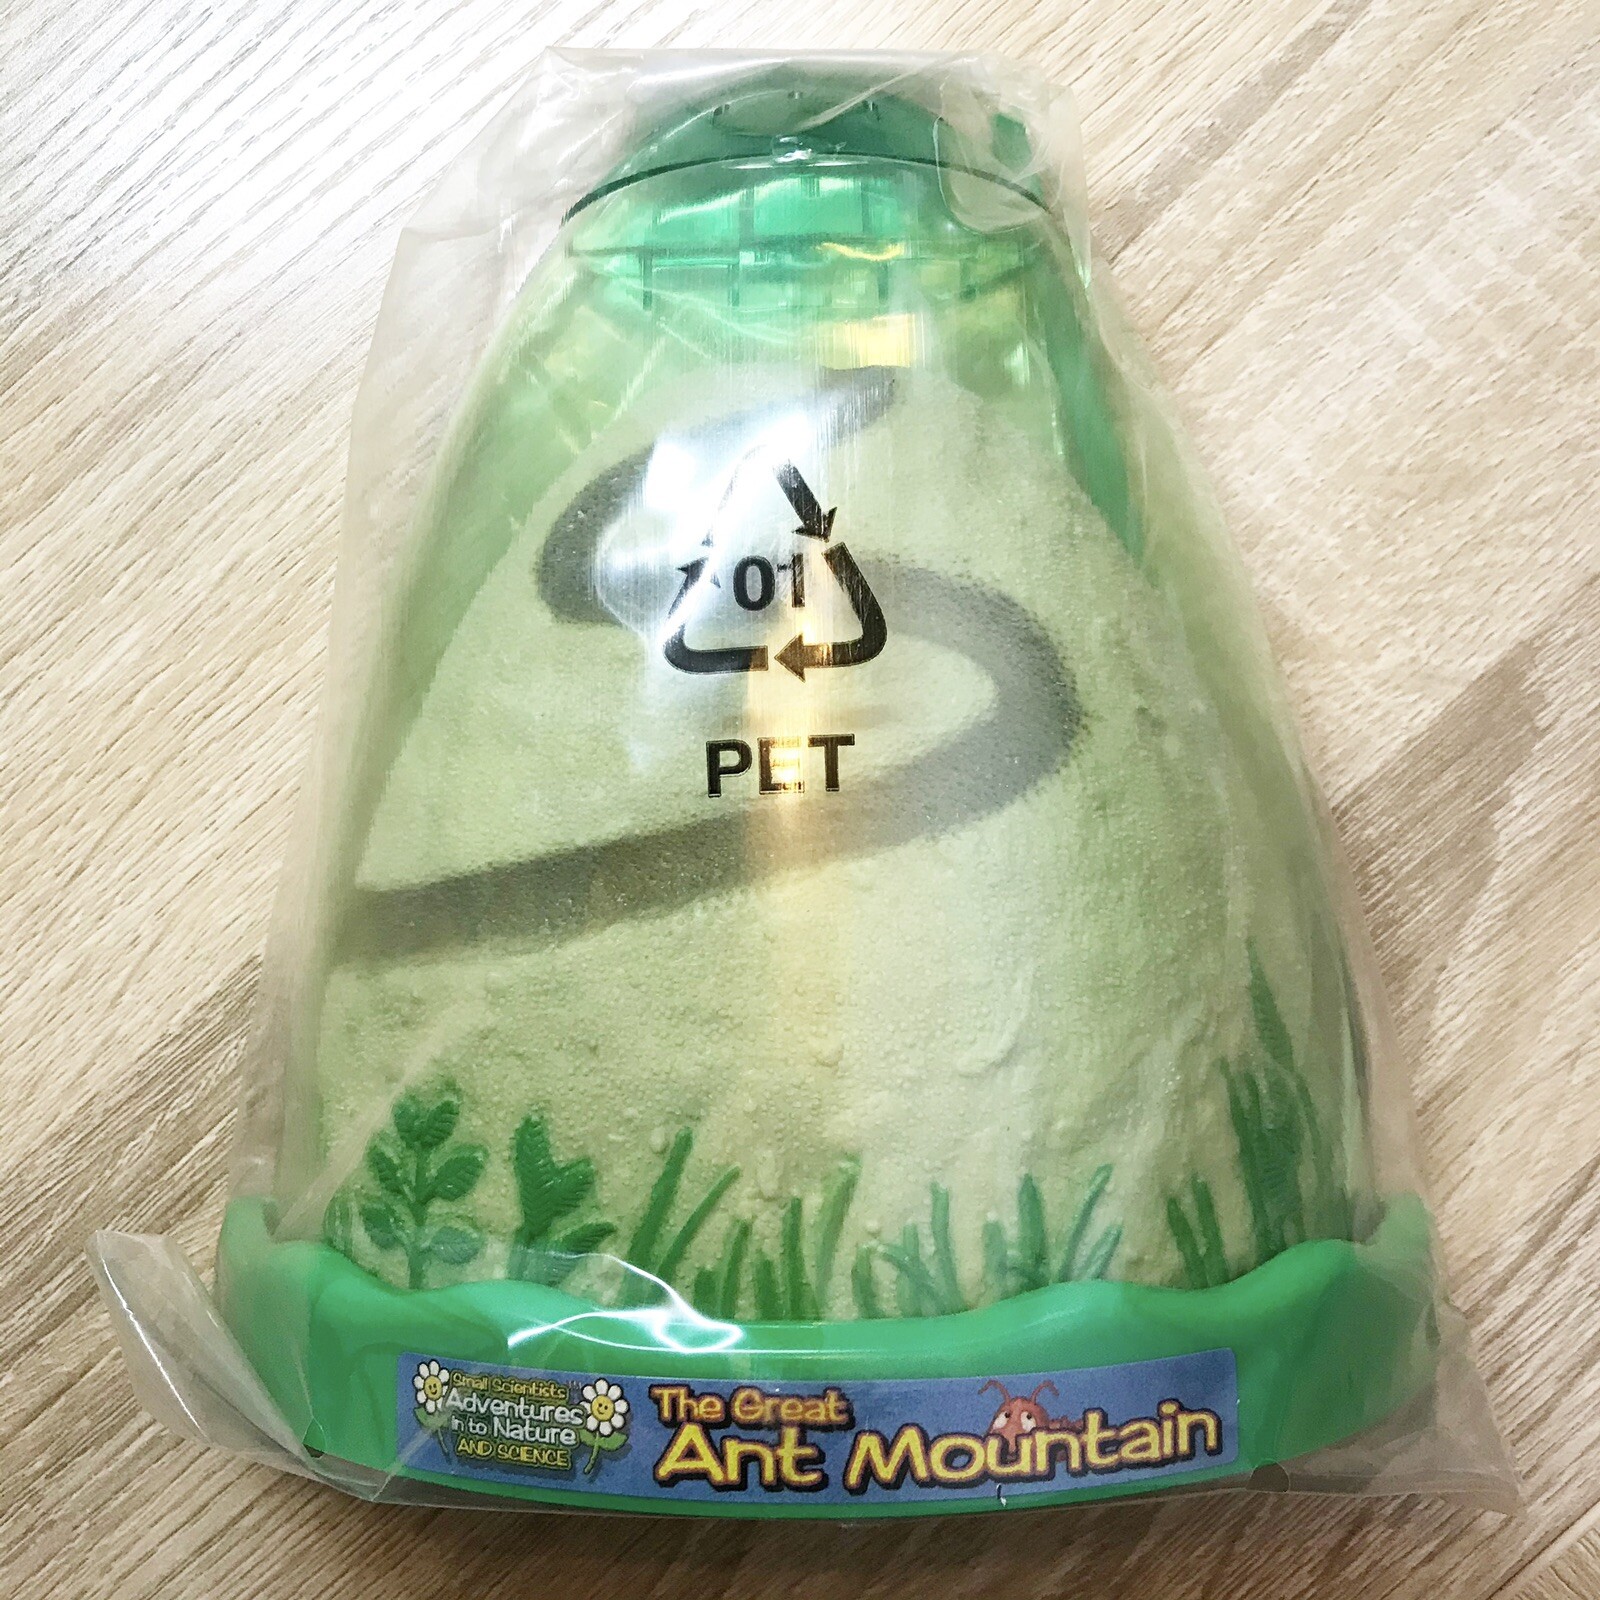 01
PET
Small Scientists
Adventures
in to Nature
AND SCIENCE
The Great
Ant Mountain